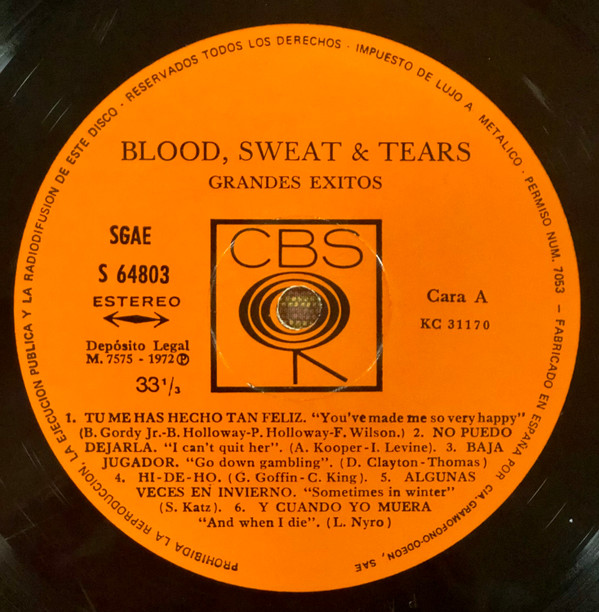 PROHIBIDA LA REPRODUCCION, LA EJECUCION PUBLICA Y LA RADIODIFUSION DE ESTE DISCO · RESERVADOS TODOS LOS DERECHOS · IMPUESTO DE LUJO A METALICO · PERMISO NUM. 7053 — FABRICADO EN ESPAÑA POR CIA. GRAMOFONO-ODEON, SAE
BLOOD, SWEAT & TEARS
GRANDES EXITOS
CBS
SGAE
S 64803
ESTEREO
Depósito Legal
M. 7575 - 1972 Ⓟ
33 1/3
Cara A
KC 31170
1. TU ME HAS HECHO TAN FELIZ. "You've made me so very happy"
(B. Gordy Jr.-B. Holloway-P. Holloway-F. Wilson.) 2. NO PUEDO
DEJARLA. "I can't quit her". (A. Kooper - I. Levine). 3. BAJA
JUGADOR. "Go down gambling". (D. Clayton - Thomas)
4. HI-DE-HO. (G. Goffin - C. King). 5. ALGUNAS
VECES EN INVIERNO. "Sometimes in winter"
(S. Katz). 6. Y CUANDO YO MUERA
"And when I die". (L. Nyro)